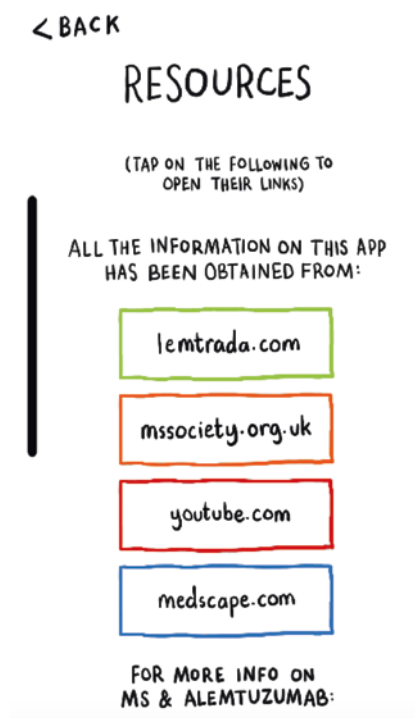 < BACK
RESOURCES
(TAP ON THE FOLLOWING TO
OPEN THEIR LINKS)
ALL THE INFORMATION ON THIS APP
HAS BEEN OBTAINED FROM:
lemtrada.com
mssociety.org.uk
youtube.com
medscape.com
FOR MORE INFO ON
MS & ALEMTUZUMAB: